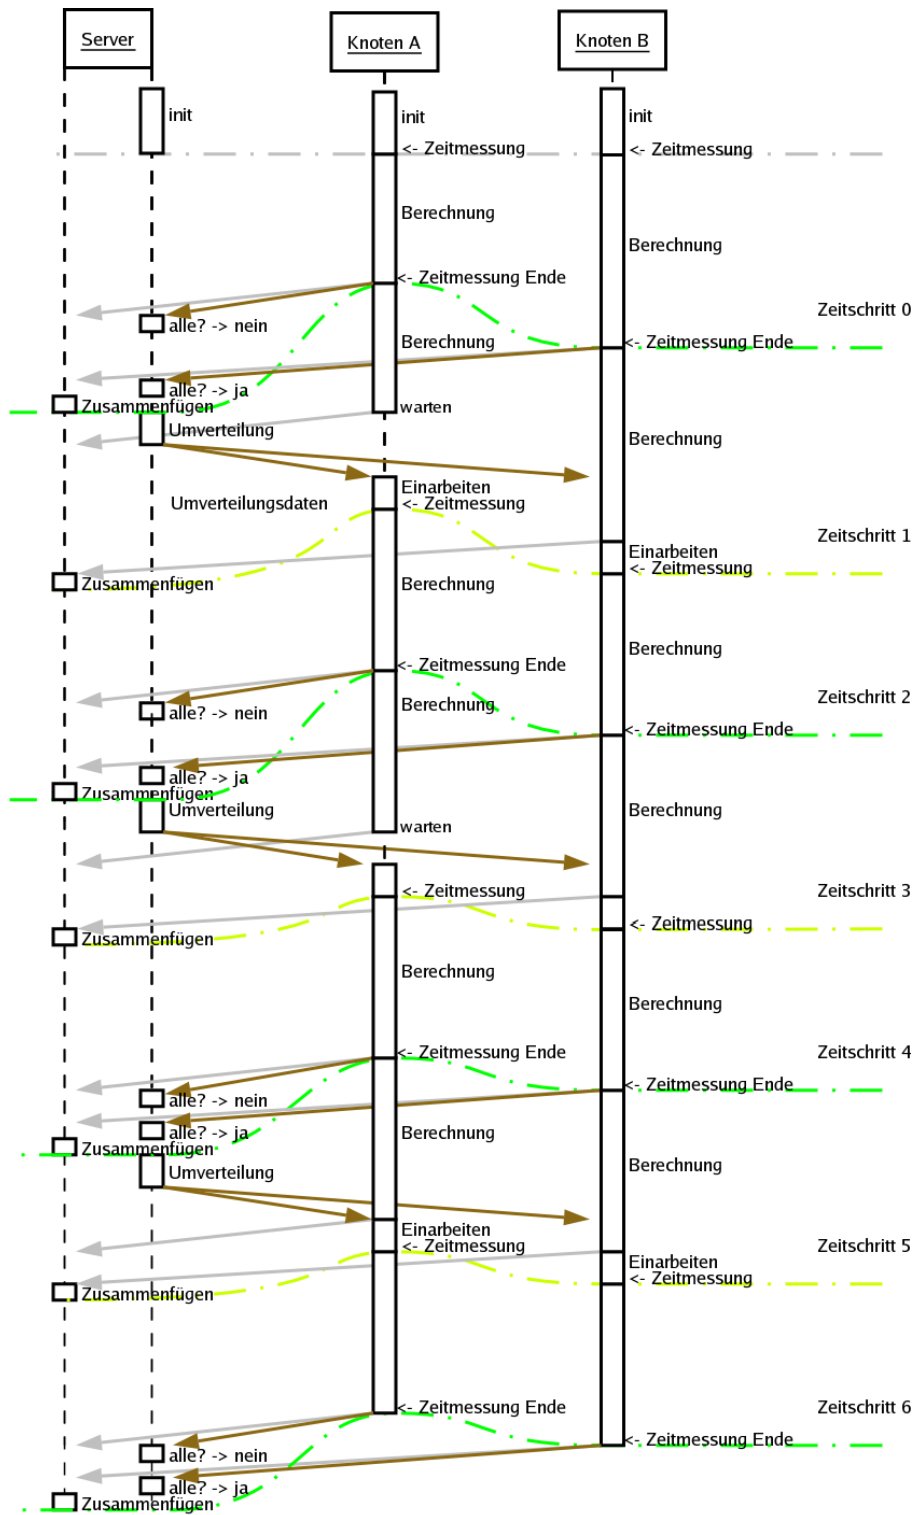 Server
Knoten A
Knoten B
init
init
init
<- Zeitmessung
<- Zeitmessung
Berechnung
Berechnung
<- Zeitmessung Ende
Zeitschritt 0
alle? -> nein
Berechnung
<- Zeitmessung Ende
alle? -> ja
Zusammenfügen
warten
Umverteilung
Berechnung
Einarbeiten
Umverteilungsdaten
<- Zeitmessung
Zeitschritt 1
Einarbeiten
<- Zeitmessung
Zusammenfügen
Berechnung
Berechnung
<- Zeitmessung Ende
Zeitschritt 2
Berechnung
alle? -> nein
<- Zeitmessung Ende
alle? -> ja
Zusammenfügen
Umverteilung
Berechnung
warten
<- Zeitmessung
Zeitschritt 3
<- Zeitmessung
Zusammenfügen
Berechnung
Berechnung
<- Zeitmessung Ende
Zeitschritt 4
<- Zeitmessung Ende
alle? -> nein
alle? -> ja
Berechnung
Zusammenfügen
Berechnung
Umverteilung
Einarbeiten
<- Zeitmessung
Zeitschritt 5
Einarbeiten
<- Zeitmessung
Zusammenfügen
<- Zeitmessung Ende
Zeitschritt 6
<- Zeitmessung Ende
alle? -> nein
alle? -> ja
Zusammenfügen